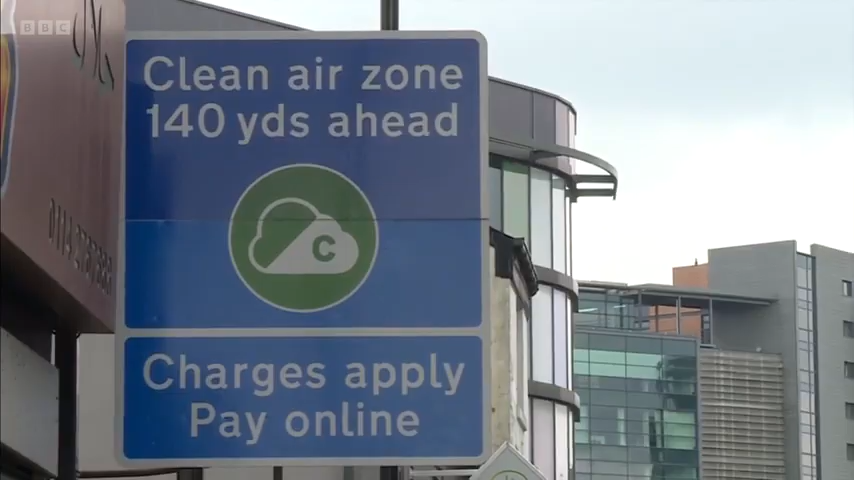 BBC
Clean air zone
140 yds ahead
C
Charges apply
Pay online